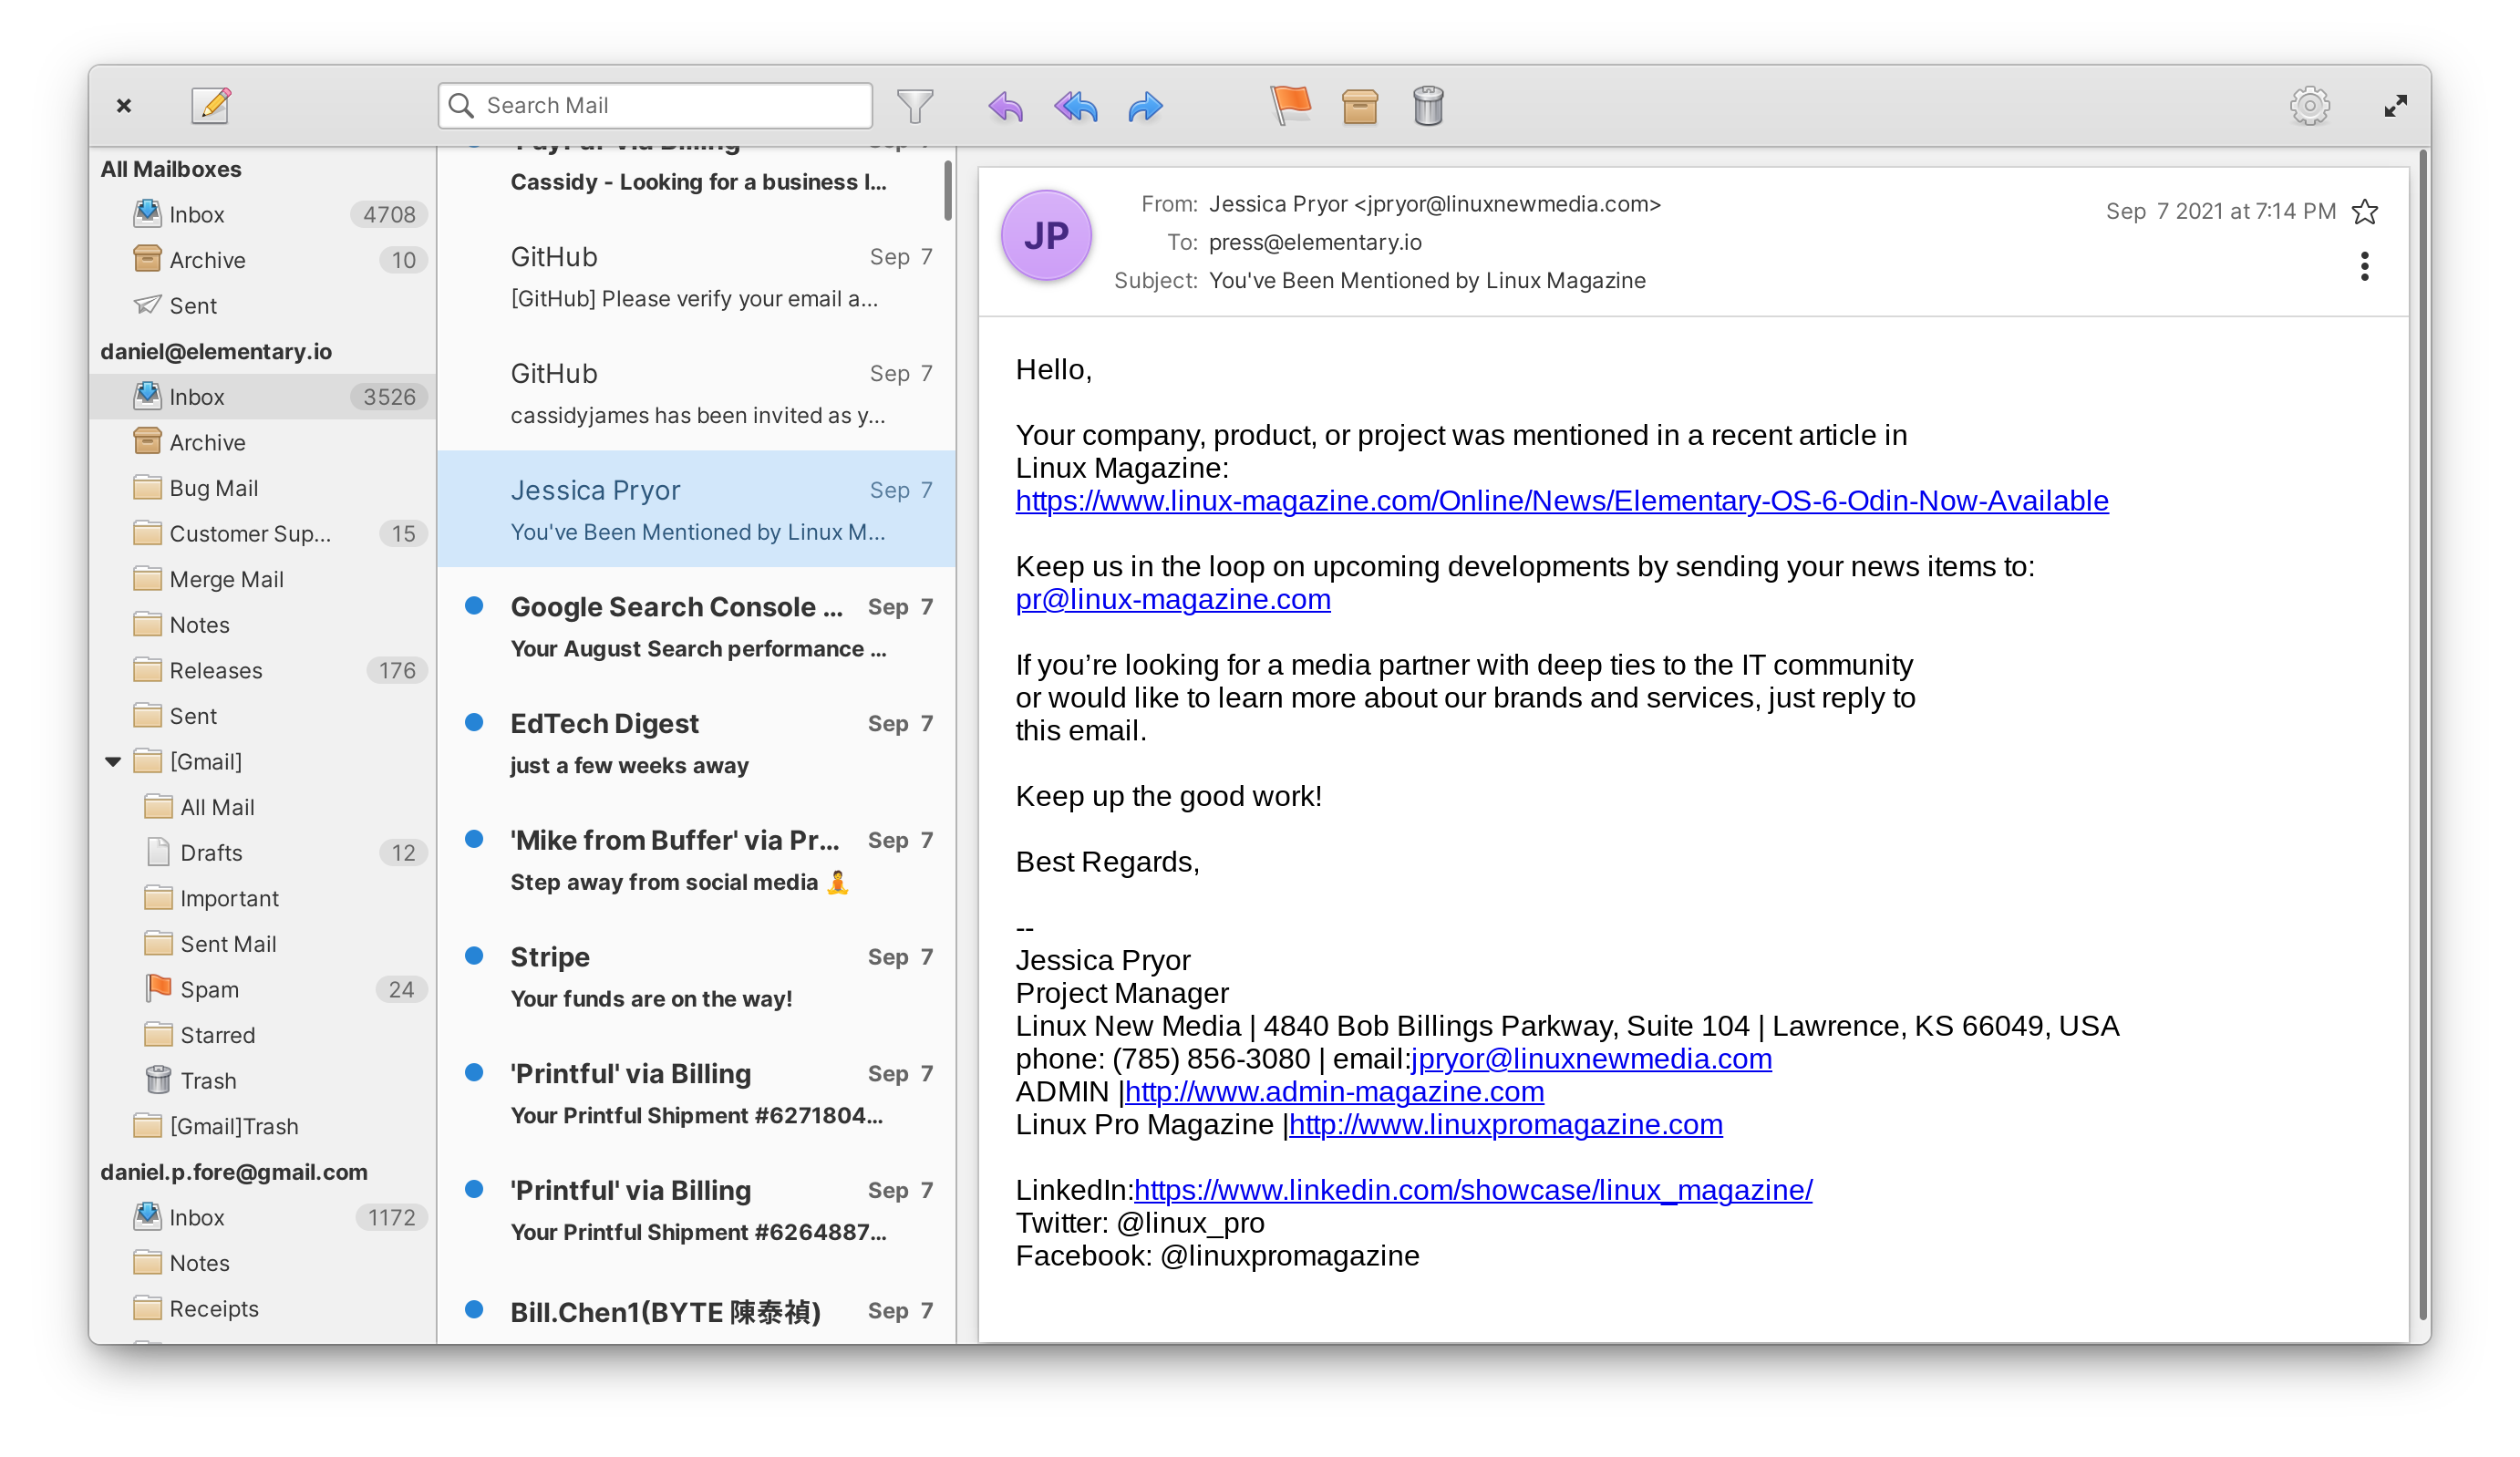 Search Mail
All Mailboxes
Inbox 4708
Archive 10
Sent
daniel@elementary.io
Inbox 3526
Archive
Bug Mail
Customer Sup... 15
Merge Mail
Notes
Releases 176
Sent
[Gmail]
All Mail
Drafts 12
Important
Sent Mail
Spam 24
Starred
Trash
[Gmail]Trash
daniel.p.fore@gmail.com
Inbox 1172
Notes
Receipts
Cassidy - Looking for a business l...
GitHub Sep 7
[GitHub] Please verify your email a...
GitHub Sep 7
cassidyjames has been invited as y...
Jessica Pryor Sep 7
You've Been Mentioned by Linux M...
Google Search Console ... Sep 7
Your August Search performance ...
EdTech Digest Sep 7
just a few weeks away
'Mike from Buffer' via Pr... Sep 7
Step away from social media 🧘
Stripe Sep 7
Your funds are on the way!
'Printful' via Billing Sep 7
Your Printful Shipment #6271804...
'Printful' via Billing Sep 7
Your Printful Shipment #6264887...
Bill.Chen1(BYTE 陳泰禎) Sep 7
JP
From: Jessica Pryor <jpryor@linuxnewmedia.com>
Sep 7 2021 at 7:14 PM
To: press@elementary.io
Subject: You've Been Mentioned by Linux Magazine
Hello,
Your company, product, or project was mentioned in a recent article in
Linux Magazine:
https://www.linux-magazine.com/Online/News/Elementary-OS-6-Odin-Now-Available
Keep us in the loop on upcoming developments by sending your news items to:
pr@linux-magazine.com
If you’re looking for a media partner with deep ties to the IT community
or would like to learn more about our brands and services, just reply to
this email.
Keep up the good work!
Best Regards,
--
Jessica Pryor
Project Manager
Linux New Media | 4840 Bob Billings Parkway, Suite 104 | Lawrence, KS 66049, USA
phone: (785) 856-3080 | email:jpryor@linuxnewmedia.com
ADMIN |http://www.admin-magazine.com
Linux Pro Magazine |http://www.linuxpromagazine.com
LinkedIn:https://www.linkedin.com/showcase/linux_magazine/
Twitter: @linux_pro
Facebook: @linuxpromagazine